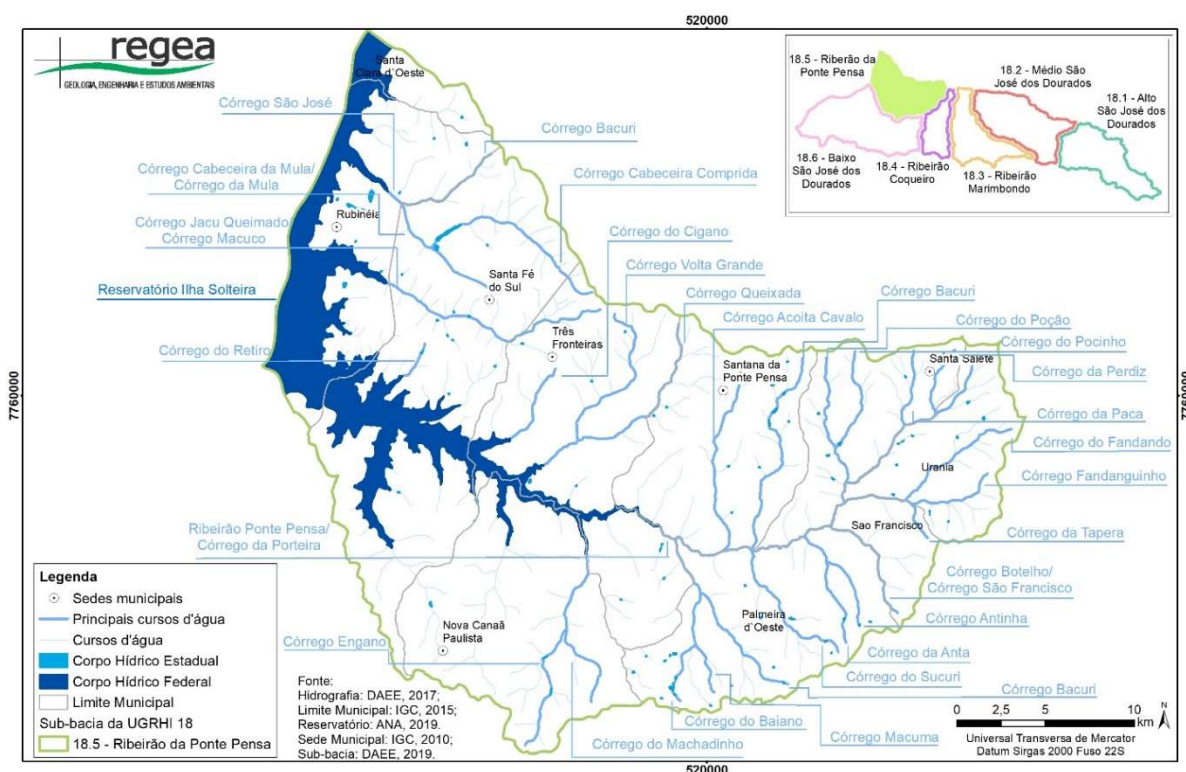 520000
regea
GEOLOGIA, ENGENHARIA E ESTUDOS AMBIENTAIS
Santa
Clara d'Oeste
Córrego São José
Córrego Bacuri
Córrego Cabeceira da Mula/
Córrego da Mula
Córrego Cabeceira Comprida
Córrego Jacu Queimado/
Córrego Macuco
Rubinéia
Córrego do Cigano
Córrego Volta Grande
Santa Fé
do Sul
Reservatório Ilha Solteira
Córrego Queixada
Córrego Bacuri
Córrego Acoita Cavalo
Córrego do Poção
Três
Fronteiras
Córrego do Pocinho
Córrego do Retiro
Santana da
Ponte Pensa
Santa Salete
Córrego da Perdiz
7760000
7760000
Córrego da Paca
Córrego do Fandando
Urania
Córrego Fandanguinho
Ribeirão Ponte Pensa/
Córrego da Porteira
Sao Francisco
Córrego da Tapera
Córrego Botelho/
Córrego São Francisco
Palmeira
d'Oeste
Córrego Antinha
Nova Canaã
Paulista
Córrego Engano
Córrego da Anta
Córrego do Sucuri
Córrego Bacuri
Córrego do Baiano
Córrego Macuma
Córrego do Machadinho
18.5 - Riberão da
Ponte Pensa
18.2 - Médio São
José dos Dourados
18.1 - Alto
São José dos
Dourados
18.6 - Baixo
São José dos
Dourados
18.4 - Ribeirão
Coqueiro
18.3 - Ribeirão
Marimbondo
Legenda
Sedes municipais
Principais cursos d'água
Cursos d'água
Corpo Hídrico Estadual
Corpo Hídrico Federal
Limite Municipal
Sub-bacia da UGRHI 18
18.5 - Ribeirão da Ponte Pensa
Fonte:
Hidrografia: DAEE, 2017;
Limite Municipal: IGC, 2015;
Reservatório: ANA, 2019.
Sede Municipal: IGC, 2010;
Sub-bacia: DAEE, 2019.
0 2,5 5 10
km
N
Universal Transversa de Mercator
Datum Sirgas 2000 Fuso 22S
520000